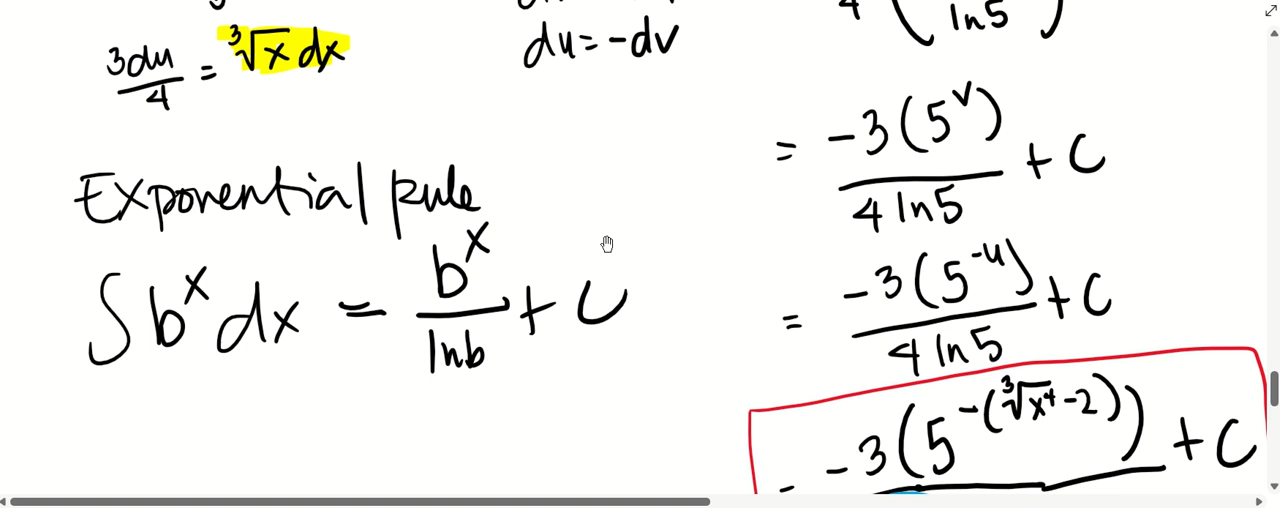 3du/4 = ∛x dx
du = -dv
4 ( ln5 )
= -3(5^v)/4 ln5 + C
Exponential rule
∫ b^x dx = b^x/lnb + C
= -3(5^-u)/4 ln5 + C
= -3(5^-(∛x⁴ -2)) + C